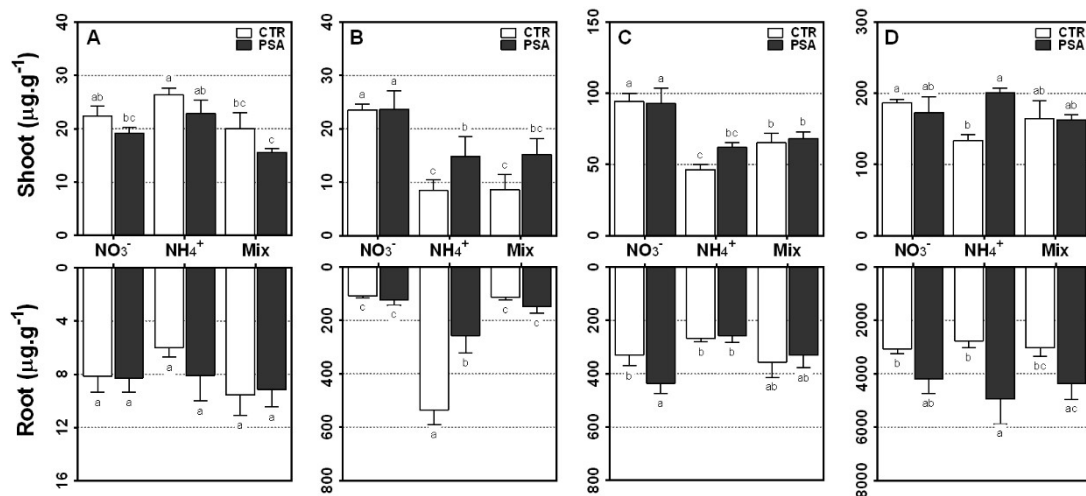 Shoot (µg.g⁻¹)
40
30
20
10
0
A
CTR
PSA
ab
bc
a
ab
bc
c
NO₃⁻
NH₄⁺
Mix
40
30
20
10
0
B
CTR
PSA
a
a
c
b
c
bc
NO₃⁻
NH₄⁺
Mix
150
100
50
0
C
CTR
PSA
a
a
c
bc
b
b
NO₃⁻
NH₄⁺
Mix
300
200
100
0
D
CTR
PSA
a
ab
b
a
ab
ab
NO₃⁻
NH₄⁺
Mix
Root (µg.g⁻¹)
0
4
8
12
16
a
a
a
a
a
a
0
200
400
600
800
c
c
a
b
c
c
0
200
400
600
800
b
a
b
b
ab
ab
0
2000
4000
6000
8000
b
ab
b
a
bc
ac